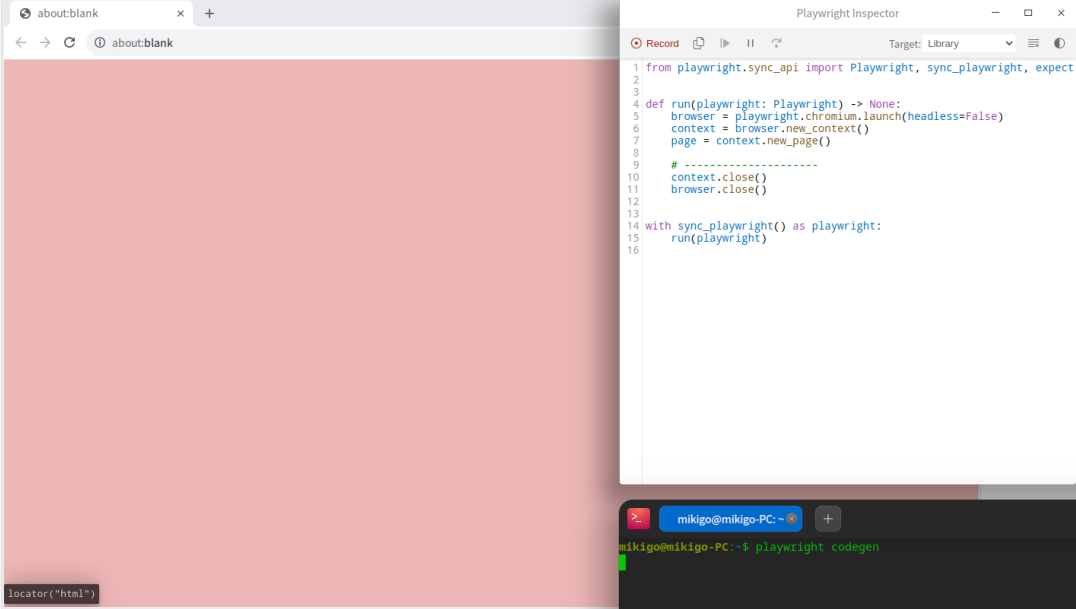 about:blank
about:blank
locator("html")
Playwright Inspector
Record
Target: Library
1 from playwright.sync_api import Playwright, sync_playwright, expect
2
3
4 def run(playwright: Playwright) -> None:
5     browser = playwright.chromium.launch(headless=False)
6     context = browser.new_context()
7     page = context.new_page()
8
9     # ---------------------
10     context.close()
11     browser.close()
12
13
14 with sync_playwright() as playwright:
15     run(playwright)
16
mikigo@mikigo-PC: ~
mikigo@mikigo-PC:~$ playwright codegen